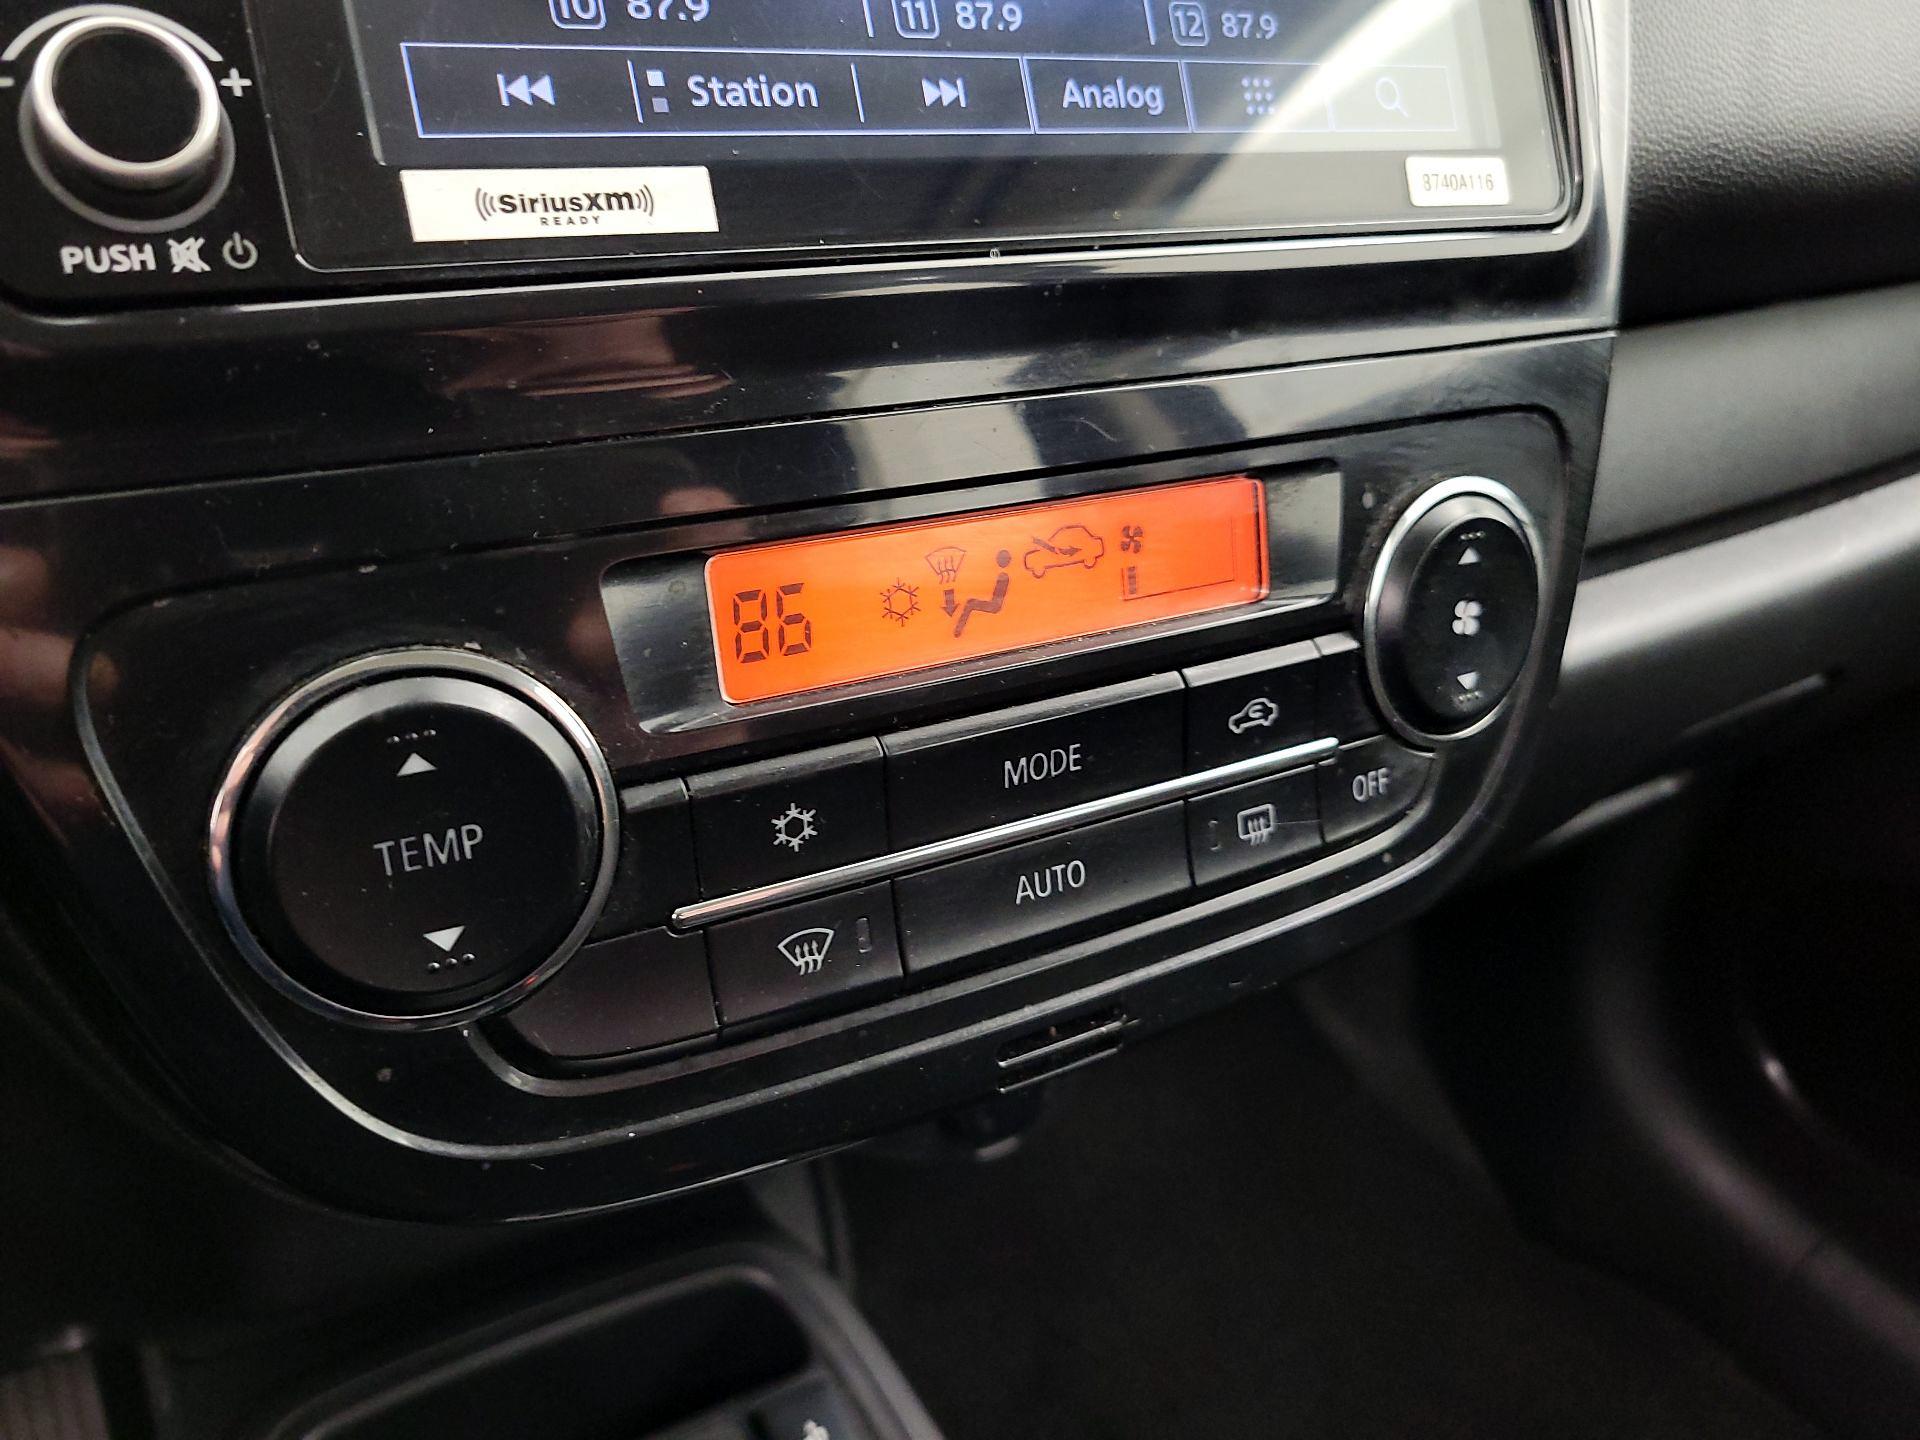 10 87.9 11 87.9 12 87.9
- +
Station Analog
((SiriusXM))
READY
8740A116
PUSH
86
TEMP
MODE
OFF
AUTO